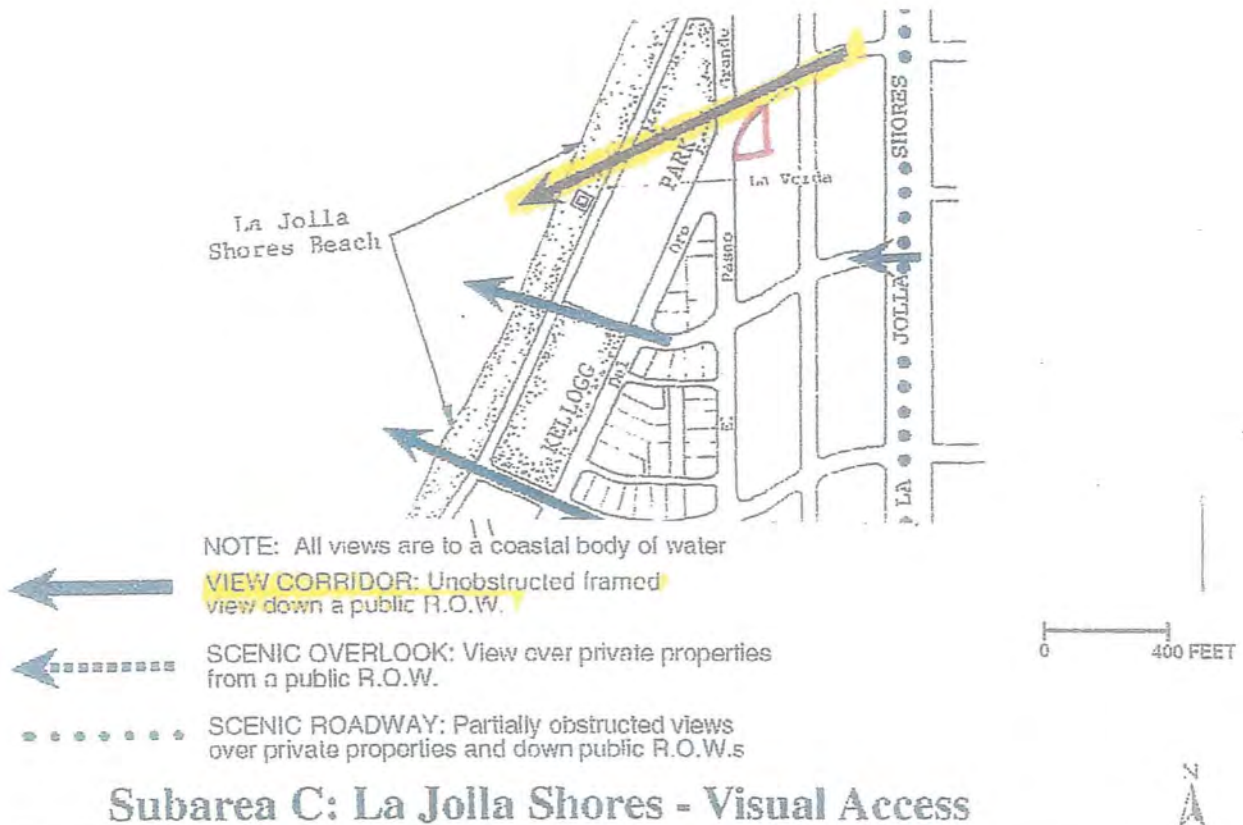 Grande
PARK
SHORES
La Jolla
Shores Beach
Oro
Paseo
JOLLA
KELLOGG
Del
E.
LA
NOTE: All views are to a coastal body of water
VIEW CORRIDOR: Unobstructed framed
view down a public R.O.W.
SCENIC OVERLOOK: View over private properties
from a public R.O.W.
0
400 FEET
SCENIC ROADWAY: Partially obstructed views
over private properties and down public R.O.W.s
N
Subarea C: La Jolla Shores - Visual Access